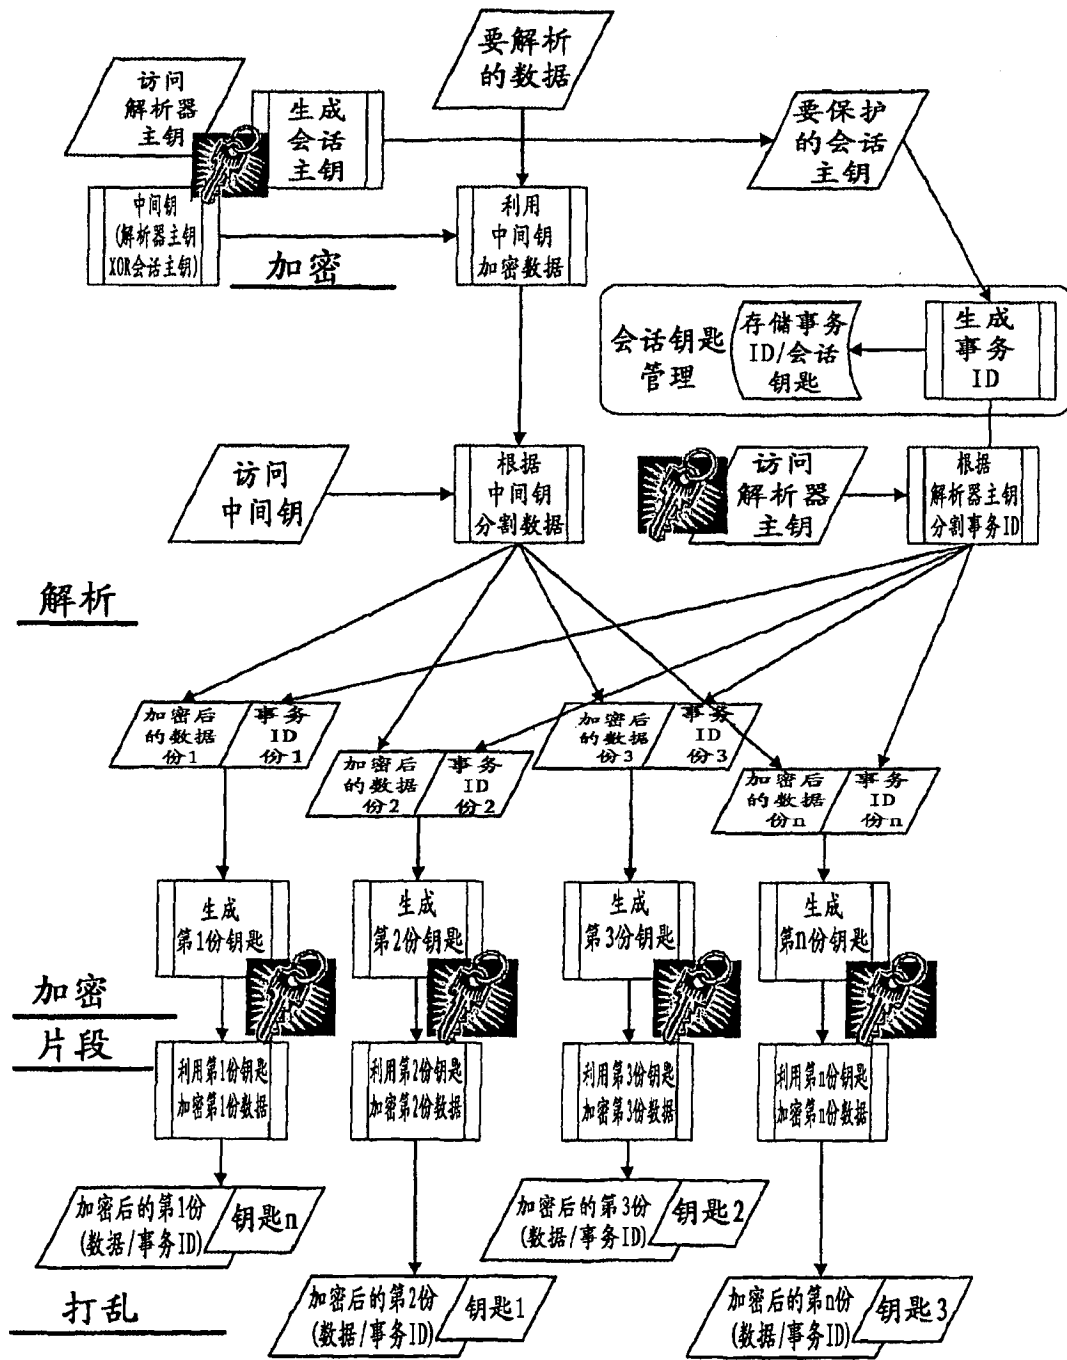 要解析
的数据
访问
解析器
主钥
生成
会话
主钥
要保护
的会话
主钥
中间钥
(解析器主钥
XOR会话主钥)
加密
利用
中间钥
加密数据
会话钥匙
管理
存储事务
ID/会话
钥匙
生成
事务
ID
访问
中间钥
根据
中间钥
分割数据
访问
解析器
主钥
根据
解析器主钥
分割事务ID
解析
加密后
的数据
份1
事务
ID
份1
加密后
的数据
份2
事务
ID
份2
加密后
的数据
份3
事务
ID
份3
加密后
的数据
份n
事务
ID
份n
生成
第1份钥匙
生成
第2份钥匙
生成
第3份钥匙
生成
第n份钥匙
加密
片段
利用第1份钥匙
加密第1份数据
利用第2份钥匙
加密第2份数据
利用第3份钥匙
加密第3份数据
利用第n份钥匙
加密第n份数据
加密后的第1份
(数据/事务ID)
钥匙n
加密后的第2份
(数据/事务ID)
钥匙1
加密后的第3份
(数据/事务ID)
钥匙2
加密后的第n份
(数据/事务ID)
钥匙3
打乱